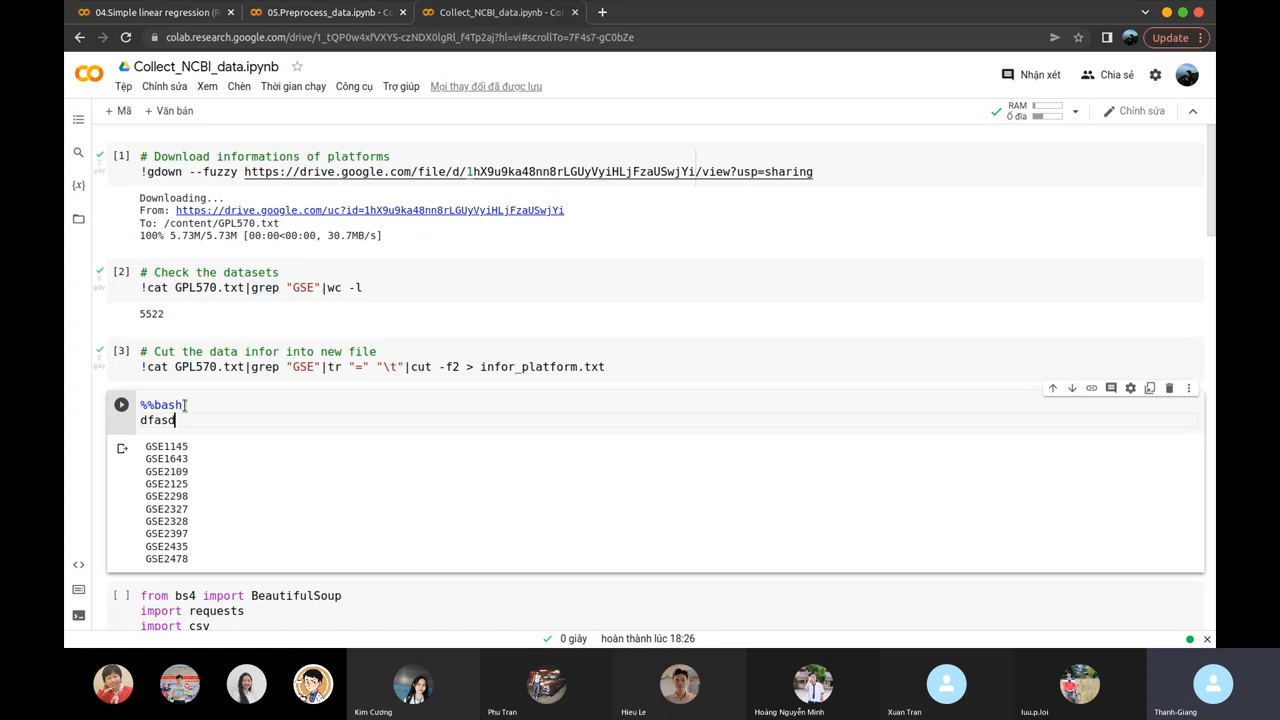 04.Simple linear regression (R
05.Preprocess_data.ipynb - Co
Collect_NCBI_data.ipynb - Col
colab.research.google.com/drive/1_tQP0w4xfVXY5-czNDX0lgRl_f4Tp2aj?hl=vi#scrollTo=7F4s7-gC0bZe
Update
Collect_NCBI_data.ipynb
Tệp Chỉnh sửa Xem Chèn Thời gian chạy Công cụ Trợ giúp Mọi thay đổi đã được lưu
Nhận xét Chia sẻ
+ Mã + Văn bản
RAM
Ổ đĩa
Chỉnh sửa
[1] # Download informations of platforms
2 giây
!gdown --fuzzy https://drive.google.com/file/d/1hX9u9ka48nn8rLGUyVyiHLjFzaUSwjYi/view?usp=sharing
Downloading...
From: https://drive.google.com/uc?id=1hX9u9ka48nn8rLGUyVyiHLjFzaUSwjYi
To: /content/GPL570.txt
100% 5.73M/5.73M [00:00<00:00, 30.7MB/s]
[2] # Check the datasets
0 giây
!cat GPL570.txt|grep "GSE"|wc -l
5522
[3] # Cut the data infor into new file
0 giây
!cat GPL570.txt|grep "GSE"|tr "=" "\t"|cut -f2 > infor_platform.txt
%%bash
dfasd
GSE1145
GSE1643
GSE2109
GSE2125
GSE2298
GSE2327
GSE2328
GSE2397
GSE2435
GSE2478
[ ] from bs4 import BeautifulSoup
import requests
import csv
0 giây hoàn thành lúc 18:26
Kim Cương
Phu Tran
Hieu Le
Hoàng Nguyễn Minh
Xuan Tran
luu.p.loi
Thanh-Giang